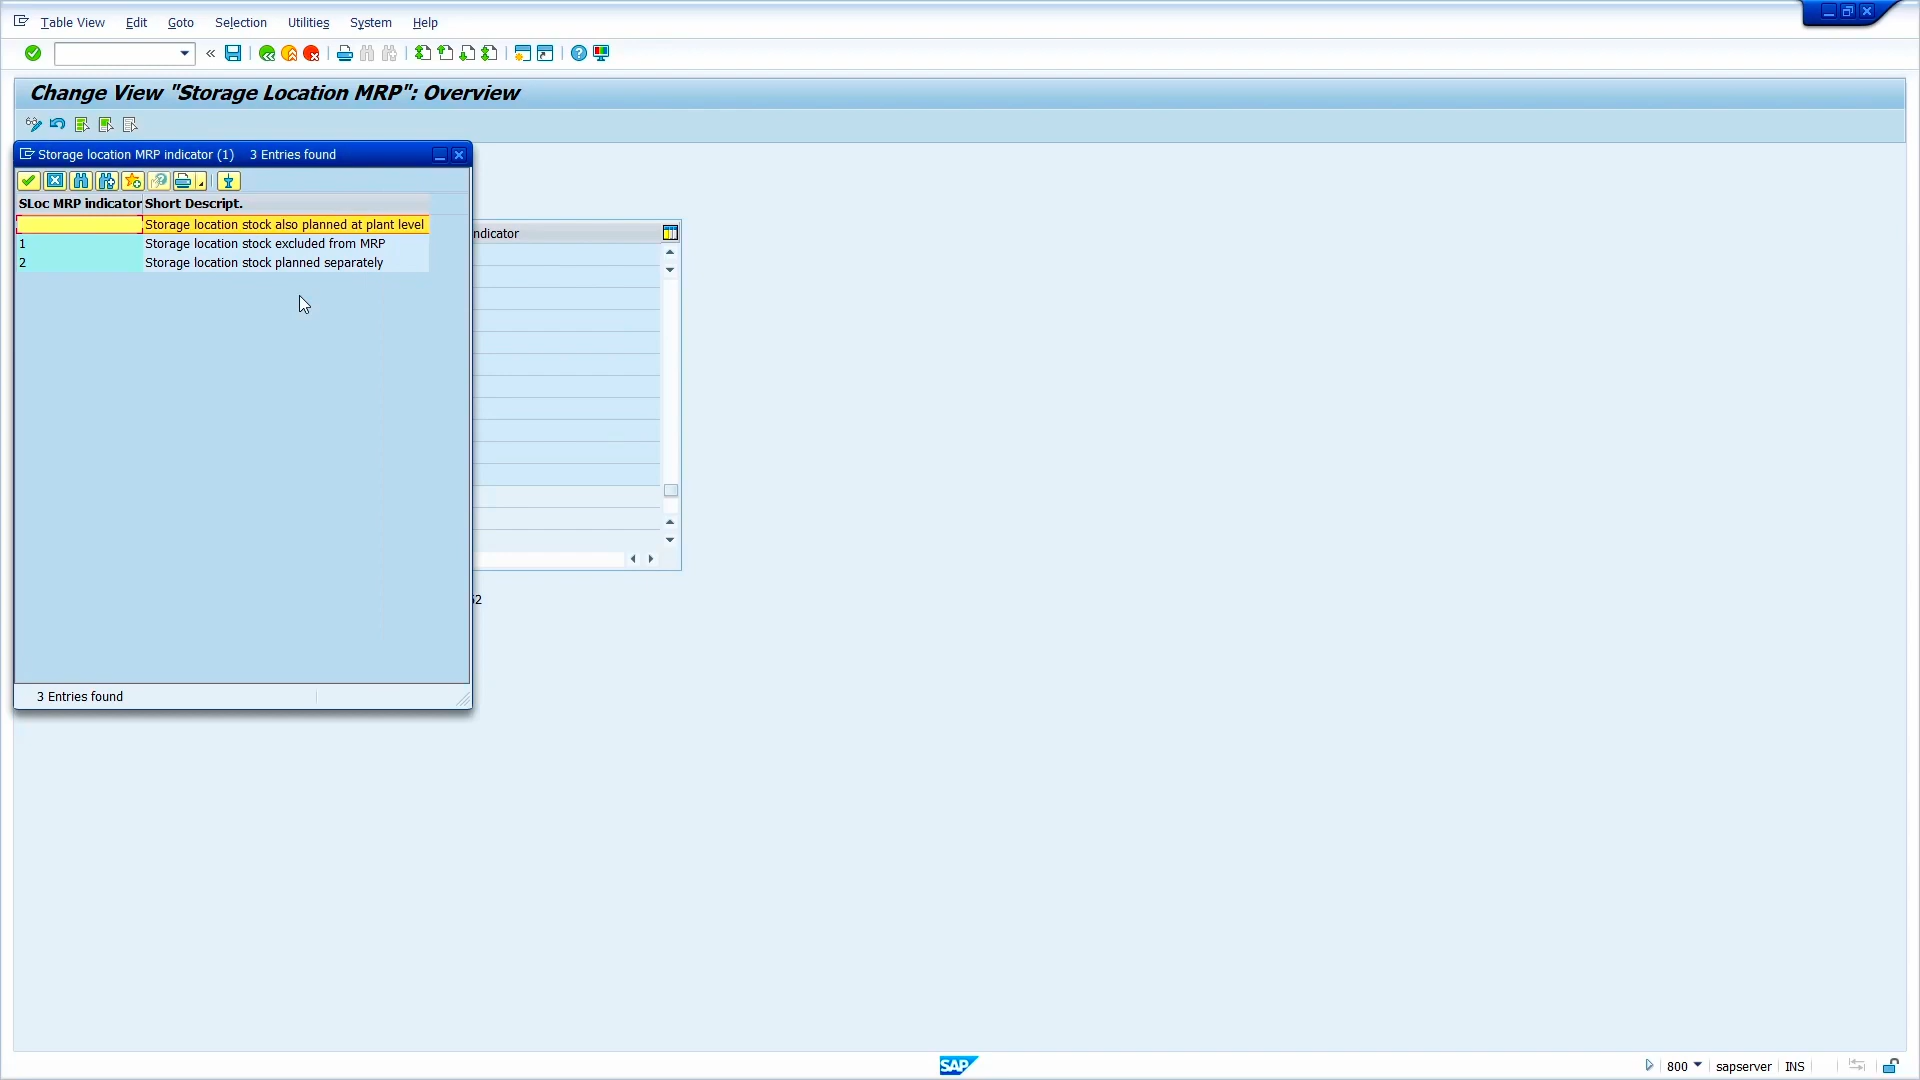 Table View Edit Goto Selection Utilities System Help
Change View "Storage Location MRP": Overview
Storage location MRP indicator (1) 3 Entries found
SLoc MRP indicator Short Descript.
Storage location stock also planned at plant level
1 Storage location stock excluded from MRP
2 Storage location stock planned separately
ndicator
52
3 Entries found
SAP
800 sapserver INS